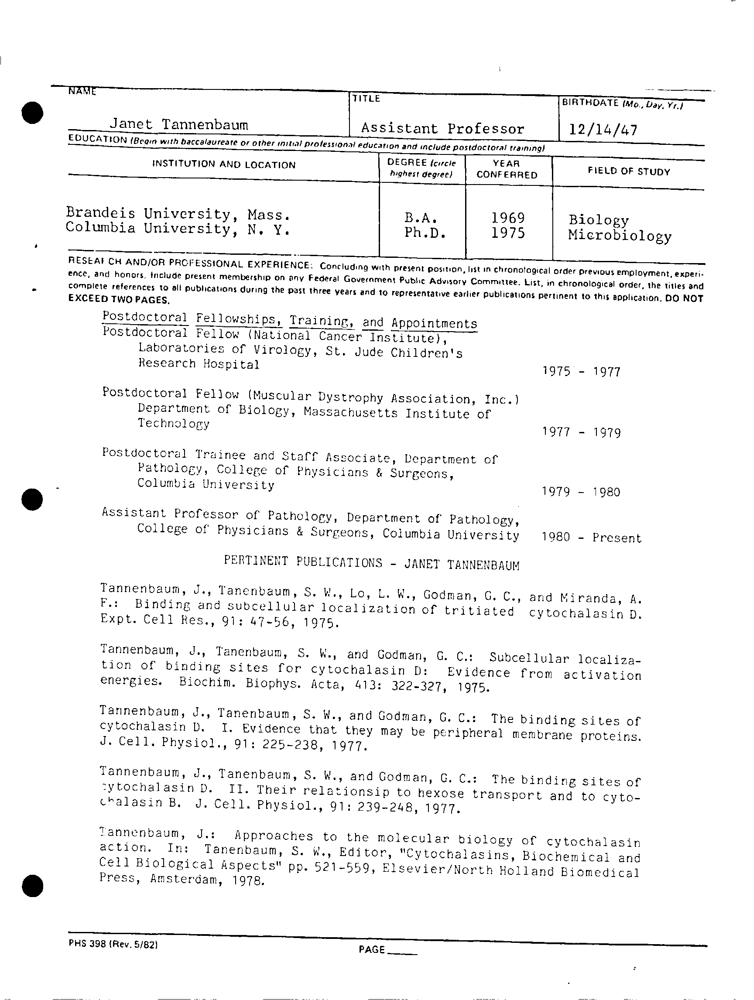 NAME
TITLE
BIRTHDATE (Mo., Day, Yr.)
Janet Tannenbaum
Assistant Professor
12/14/47
EDUCATION (Begin with baccalaureate or other initial professional education and include postdoctoral training)
INSTITUTION AND LOCATION
DEGREE (circle highest degree)
YEAR CONFERRED
FIELD OF STUDY
Brandeis University, Mass. B.A. 1969 Biology
Columbia University, N. Y. Ph.D. 1975 Microbiology
RESEARCH AND/OR PROFESSIONAL EXPERIENCE: Concluding with present position, list in chronological order previous employment, experi-
ence, and honors. Include present membership on any Federal Government Public Advisory Committee. List, in chronological order, the titles and
complete references to all publications during the past three years and to representative earlier publications pertinent to this application. DO NOT
EXCEED TWO PAGES.
Postdoctoral Fellowships, Training, and Appointments
Postdoctoral Fellow (National Cancer Institute),
Laboratories of Virology, St. Jude Children's
Research Hospital 1975 - 1977
Postdoctoral Fellow (Muscular Dystrophy Association, Inc.)
Department of Biology, Massachusetts Institute of
Technology 1977 - 1979
Postdoctoral Trainee and Staff Associate, Department of
Pathology, College of Physicians & Surgeons,
Columbia University 1979 - 1980
Assistant Professor of Pathology, Department of Pathology,
College of Physicians & Surgeons, Columbia University 1980 - Present
PERTINENT PUBLICATIONS - JANET TANNENBAUM
Tannenbaum, J., Tanenbaum, S. W., Lo, L. W., Godman, G. C., and Miranda, A.
F.: Binding and subcellular localization of tritiated cytochalasin D.
Expt. Cell Res., 91: 47-56, 1975.
Tannenbaum, J., Tanenbaum, S. W., and Godman, G. C.: Subcellular localiza-
tion of binding sites for cytochalasin D: Evidence from activation
energies. Biochim. Biophys. Acta, 413: 322-327, 1975.
Tannenbaum, J., Tanenbaum, S. W., and Godman, G. C.: The binding sites of
cytochalasin D. I. Evidence that they may be peripheral membrane proteins.
J. Cell. Physiol., 91: 225-238, 1977.
Tannenbaum, J., Tanenbaum, S. W., and Godman, G. C.: The binding sites of
cytochalasin D. II. Their relationsip to hexose transport and to cyto-
chalasin B. J. Cell. Physiol., 91: 239-248, 1977.
Tannenbaum, J.: Approaches to the molecular biology of cytochalasin
action. In: Tanenbaum, S. W., Editor, "Cytochalasins, Biochemical and
Cell Biological Aspects" pp. 521-559, Elsevier/North Holland Biomedical
Press, Amsterdam, 1978.
PHS 398 (Rev. 5/82)
PAGE